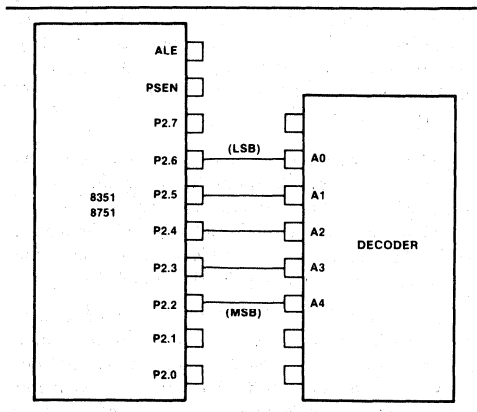 ALE
PSEN
P2.7
P2.6
(LSB)
A0
8351
8751
P2.5
A1
P2.4
A2
DECODER
P2.3
A3
P2.2
(MSB)
A4
P2.1
P2.0